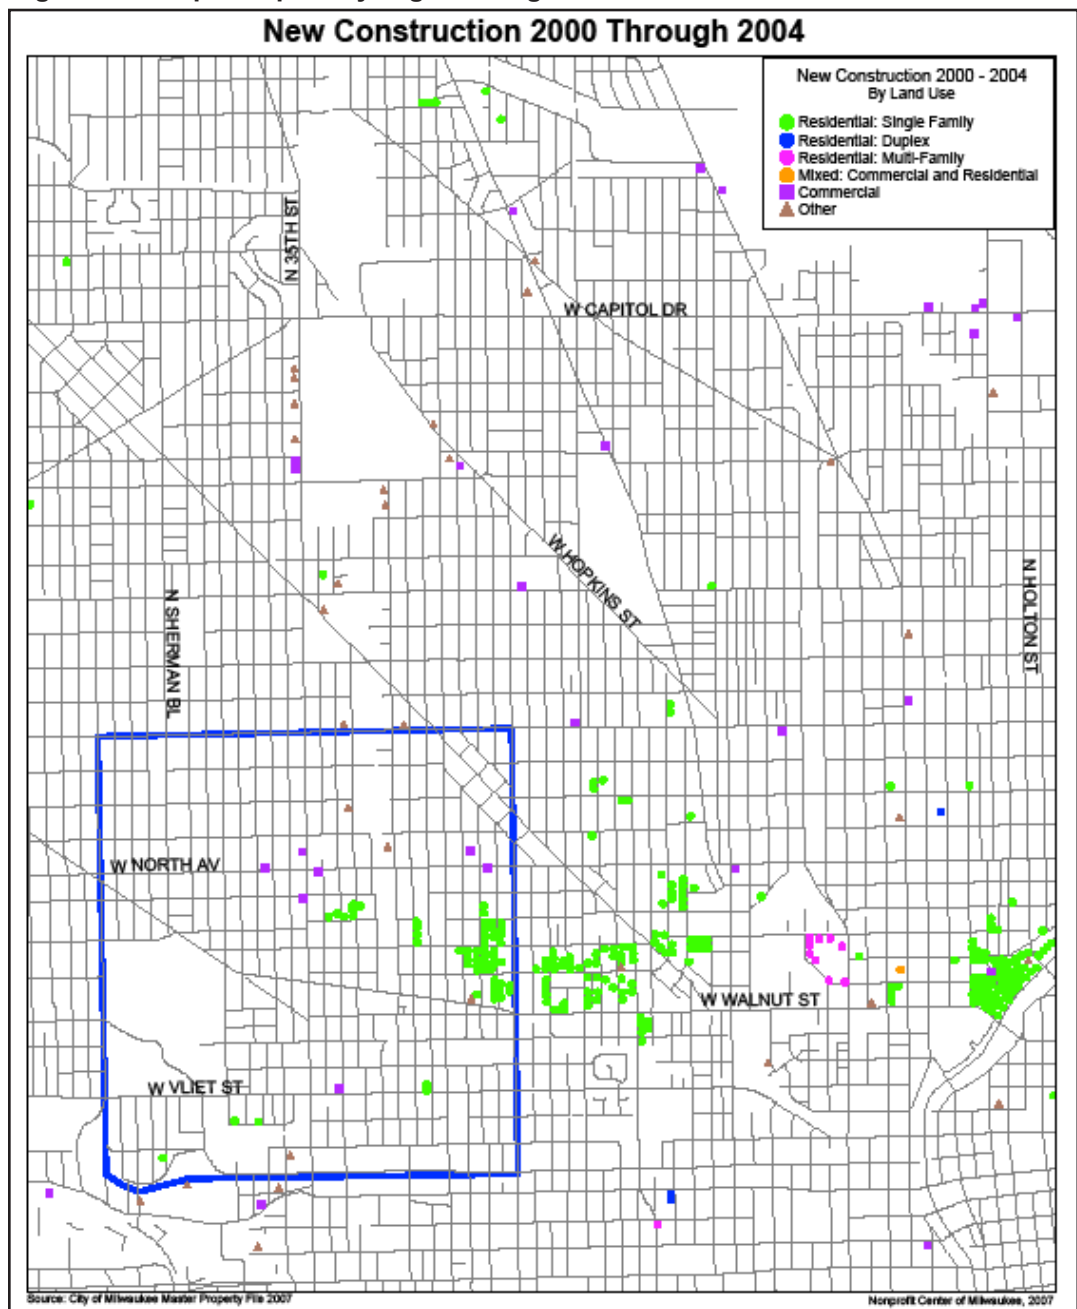 New Construction 2000 Through 2004
New Construction 2000 - 2004
By Land Use
Residential: Single Family
Residential: Duplex
Residential: Multi-Family
Mixed: Commercial and Residential
Commercial
Other
N 35TH ST
W CAPITOL DR
W HOPKINS ST
N HOLTON ST
N SHERMAN BL
W NORTH AV
W WALNUT ST
W VLIET ST
Source: City of Milwaukee Master Property File 2007
Nonprofit Center of Milwaukee, 2007